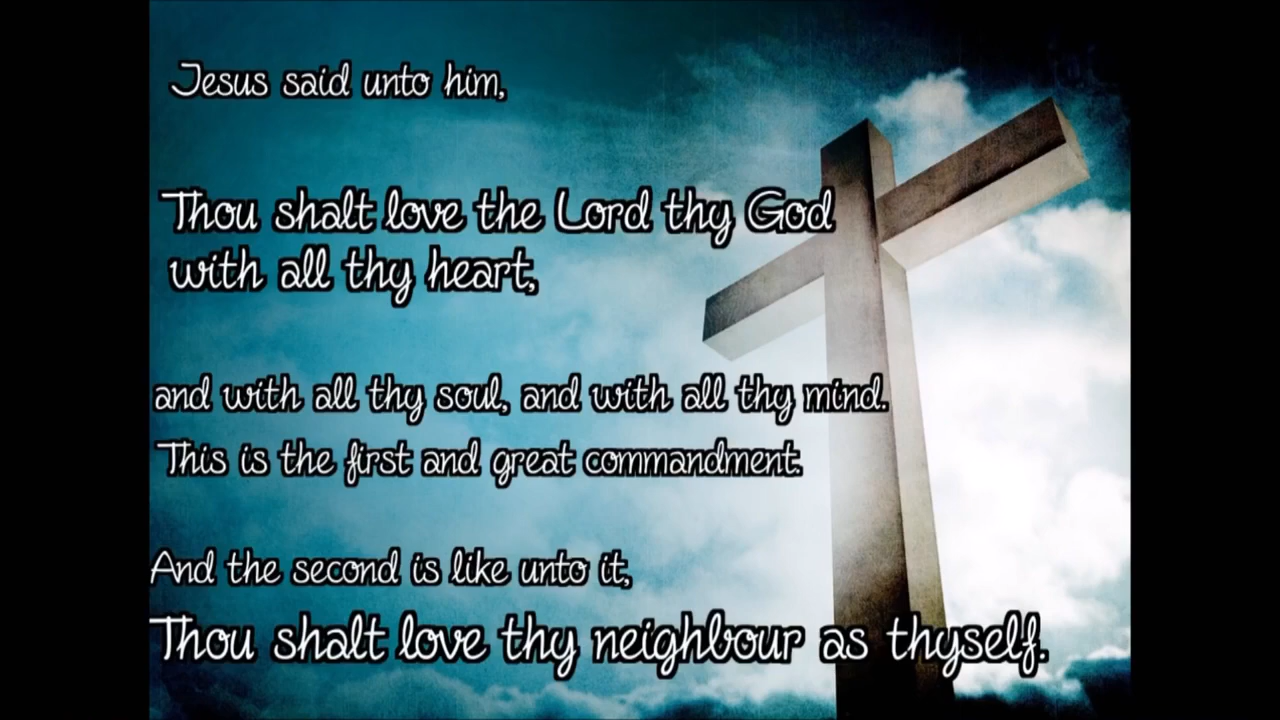 Jesus said unto him,
Thou shalt love the Lord thy God
with all thy heart,
and with all thy soul, and with all thy mind.
This is the first and great commandment.
And the second is like unto it,
Thou shalt love thy neighbour as thyself.